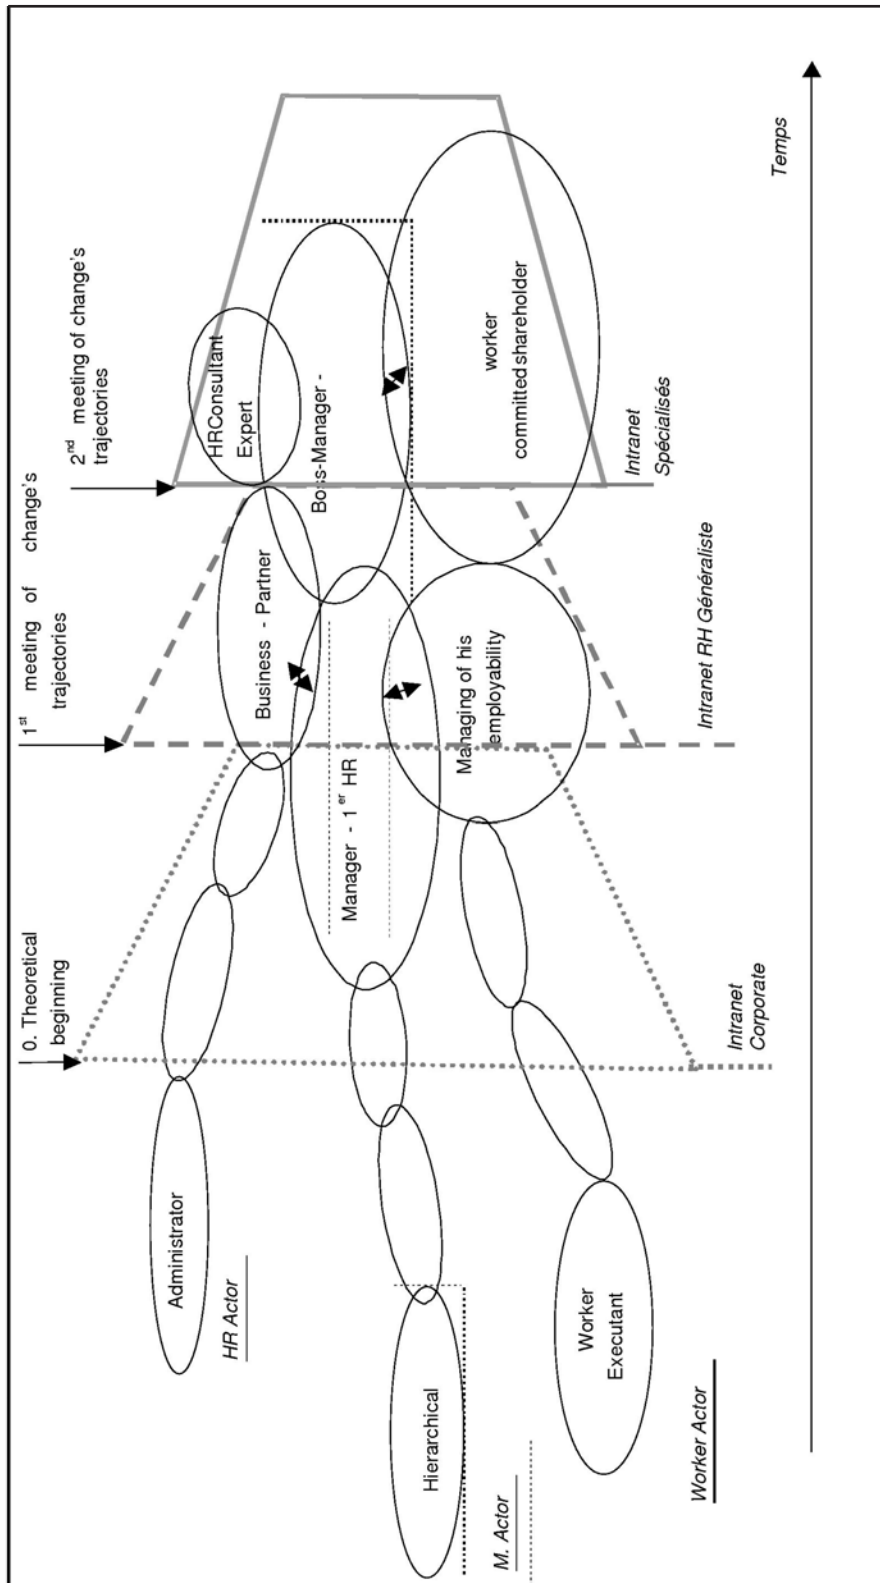 0. Theoretical
beginning
1st meeting of change's
trajectories
2nd meeting of change's
trajectories
Administrator
HR Actor
Business - Partner
HRConsultant
Expert
Hierarchical
M. Actor
Manager - 1er HR
Boss-Manager -
Worker
Executant
Worker Actor
Managing of his
employability
worker
committed shareholder
Intranet
Corporate
Intranet RH Généraliste
Intranet
Spécialisés
Temps